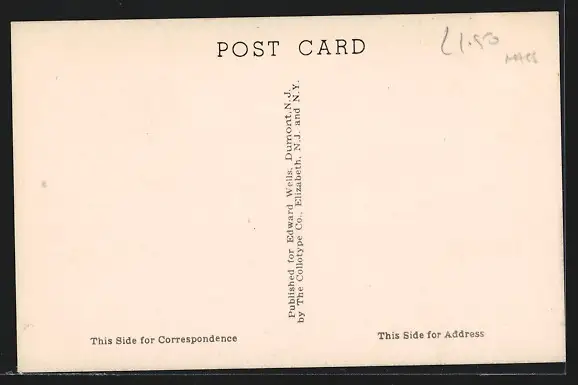 POST CARD
£1.50
Published for Edward Wells, Dumont, N.J.
by The Collotype Co., Elizabeth, N.J. and N.Y.
This Side for Correspondence
This Side for Address